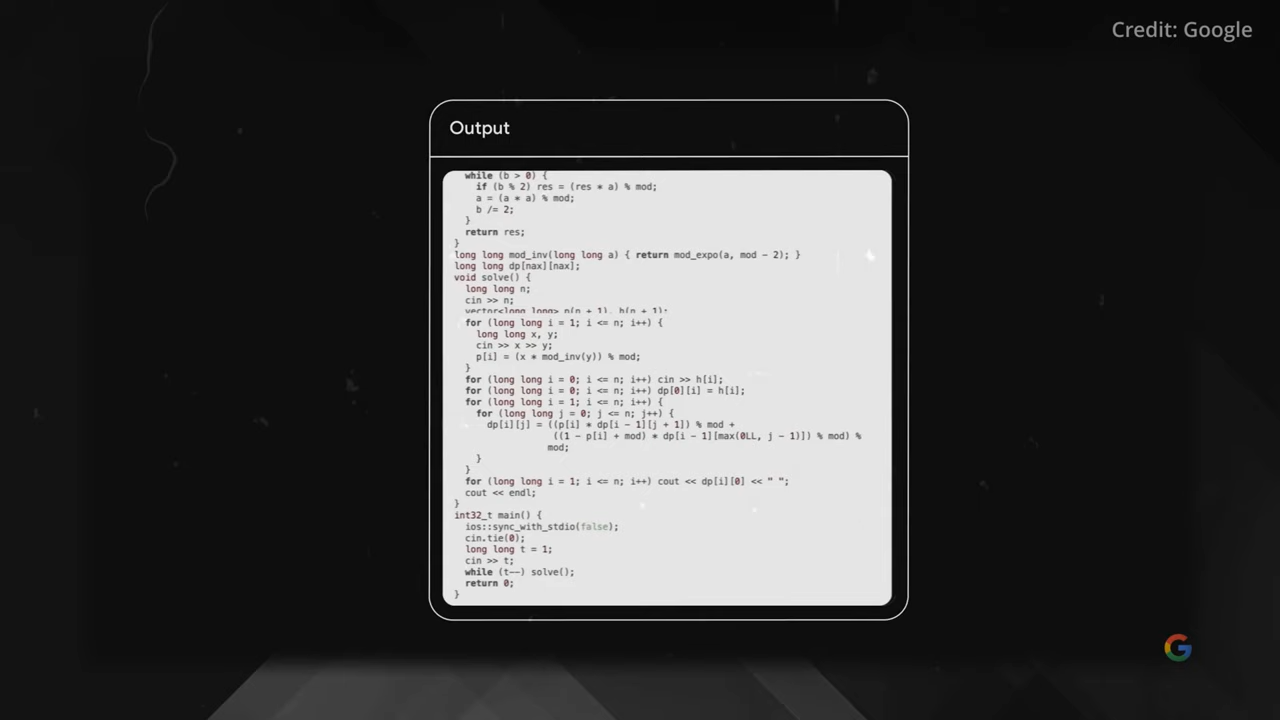 Credit: Google
Output
while (b > 0) {
if (b % 2) res = (res * a) % mod;
a = (a * a) % mod;
b /= 2;
}
return res;
}
long long mod_inv(long long a) { return mod_expo(a, mod - 2); }
long long dp[nax][nax];
void solve() {
long long n;
cin >> n;
vector<long long> p(n + 1), h(n + 1);
for (long long i = 1; i <= n; i++) {
long long x, y;
cin >> x >> y;
p[i] = (x * mod_inv(y)) % mod;
}
for (long long i = 0; i <= n; i++) cin >> h[i];
for (long long i = 0; i <= n; i++) dp[0][i] = h[i];
for (long long i = 1; i <= n; i++) {
for (long long j = 0; j <= n; j++) {
dp[i][j] = ((p[i] * dp[i - 1][j + 1]) % mod +
((1 - p[i] + mod) * dp[i - 1][max(0LL, j - 1)]) % mod) %
mod;
}
}
for (long long i = 1; i <= n; i++) cout << dp[i][0] << " ";
cout << endl;
}
int32_t main() {
ios::sync_with_stdio(false);
cin.tie(0);
long long t = 1;
cin >> t;
while (t--) solve();
return 0;
}